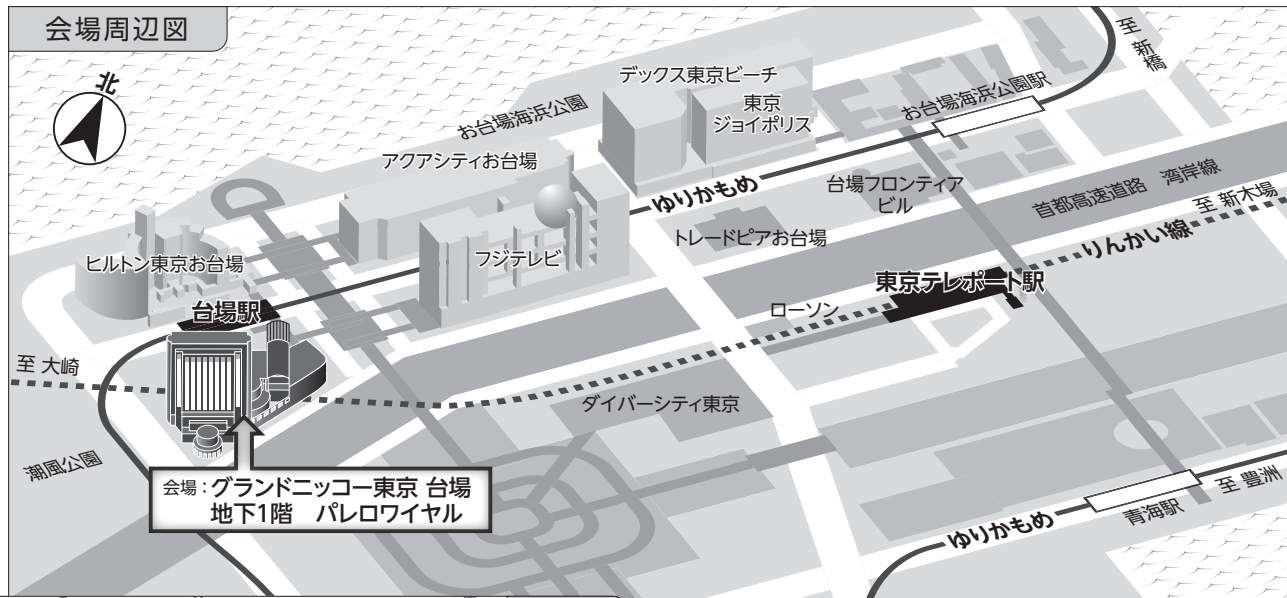 会場周辺図
北
至 新橋
デックス東京ビーチ
東京
ジョイポリス
お台場海浜公園駅
お台場海浜公園
アクアシティお台場
ゆりかもめ
台場フロンティア
ビル
首都高速道路 湾岸線
至 新木場
りんかい線
トレードピアお台場
フジテレビ
ヒルトン東京お台場
東京テレポート駅
台場駅
ローソン
至 大崎
ダイバーシティ東京
潮風公園
会場：グランドニッコー東京 台場
地下1階 パレロワイヤル
至 豊洲
青海駅
ゆりかもめ